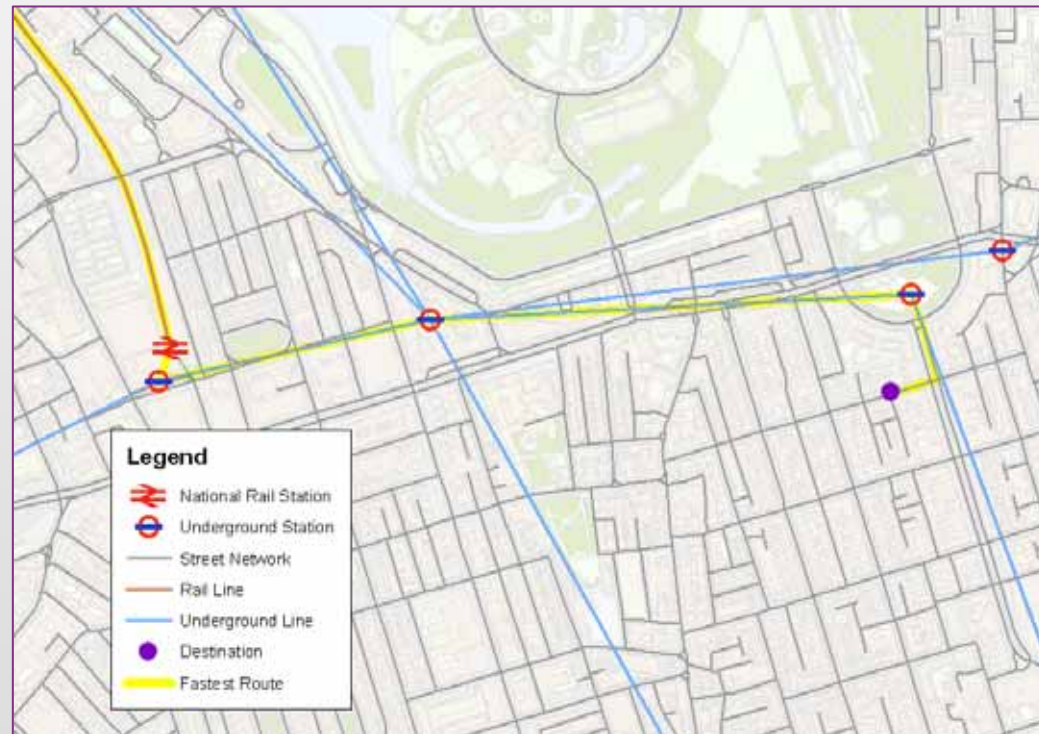 Legend
National Rail Station
Underground Station
Street Network
Rail Line
Underground Line
Destination
Fastest Route